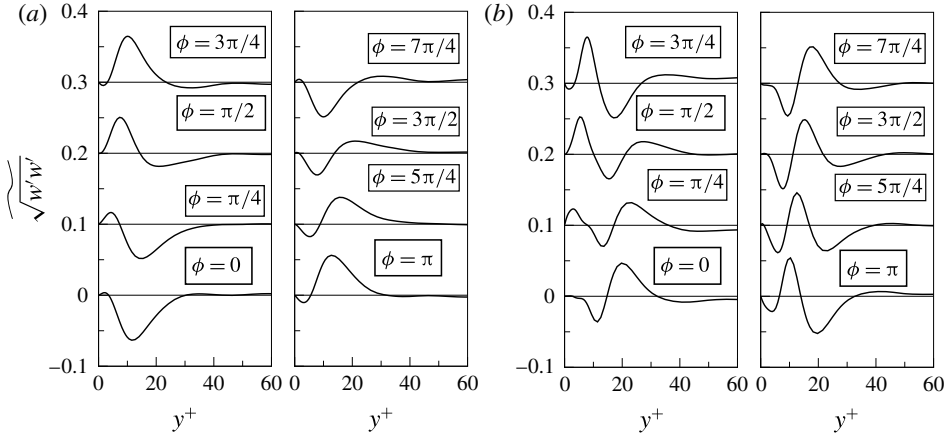 (a)
(b)
0.4
0.3
0.2
0.1
0
−0.1
√w′w′
ϕ = 3π/4
ϕ = π/2
ϕ = π/4
ϕ = 0
0 20 40 60
y⁺
ϕ = 7π/4
ϕ = 3π/2
ϕ = 5π/4
ϕ = π
0 20 40 60
y⁺
0.4
0.3
0.2
0.1
0
−0.1
ϕ = 3π/4
ϕ = π/2
ϕ = π/4
ϕ = 0
0 20 40 60
y⁺
ϕ = 7π/4
ϕ = 3π/2
ϕ = 5π/4
ϕ = π
0 20 40 60
y⁺